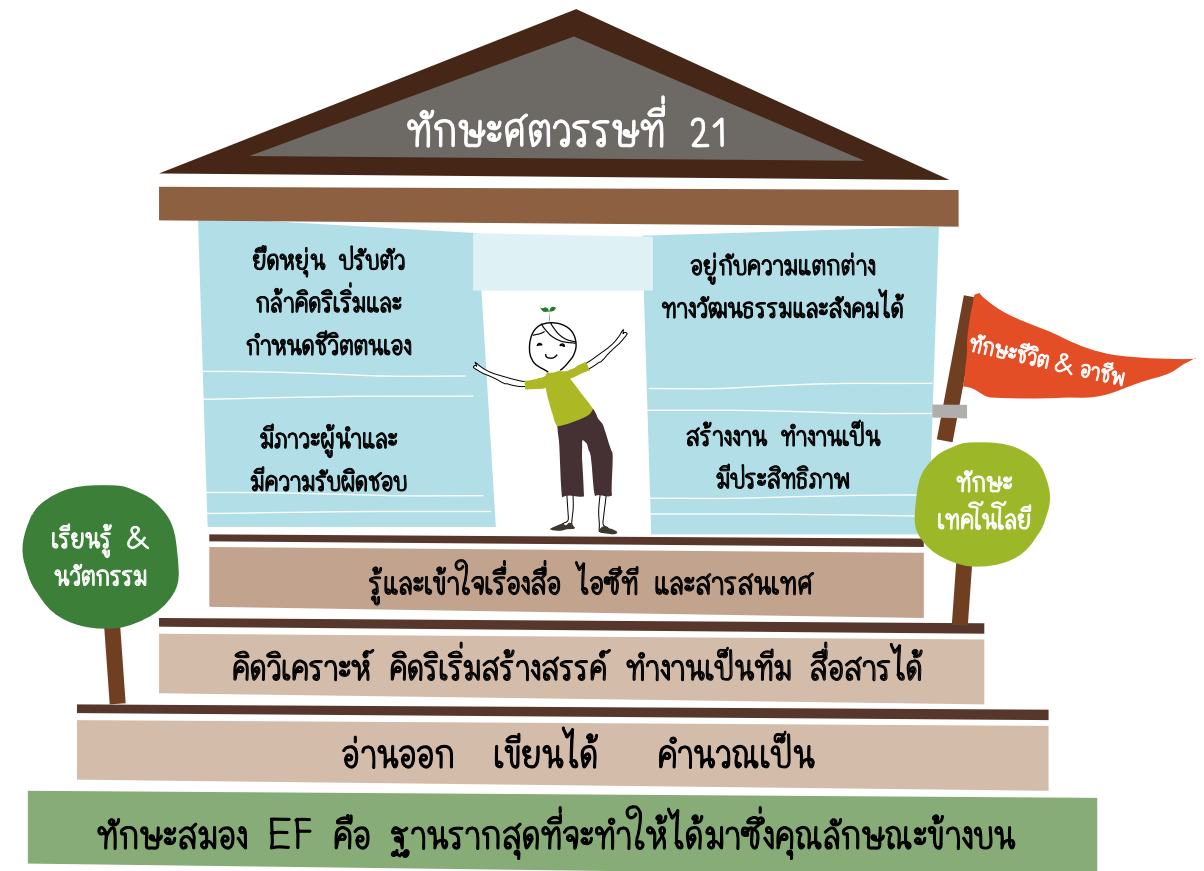 ทักษะศตวรรษที่ 21
ยืดหยุ่น ปรับตัว
กล้าคิดริเริ่มและ
กำหนดชีวิตตนเอง
อยู่กับความแตกต่าง
ทางวัฒนธรรมและสังคมได้
ทักษะชีวิต & อาชีพ
มีภาวะผู้นำและ
มีความรับผิดชอบ
สร้างงาน ทำงานเป็น
มีประสิทธิภาพ
เรียนรู้ &
นวัตกรรม
ทักษะ
เทคโนโลยี
รู้และเข้าใจเรื่องสื่อ ไอซีที และสารสนเทศ
คิดวิเคราะห์ คิดริเริ่มสร้างสรรค์ ทำงานเป็นทีม สื่อสารได้
อ่านออก เขียนได้ คำนวณเป็น
ทักษะสมอง EF คือ ฐานรากสุดที่จะทำให้ได้มาซึ่งคุณลักษณะข้างบน